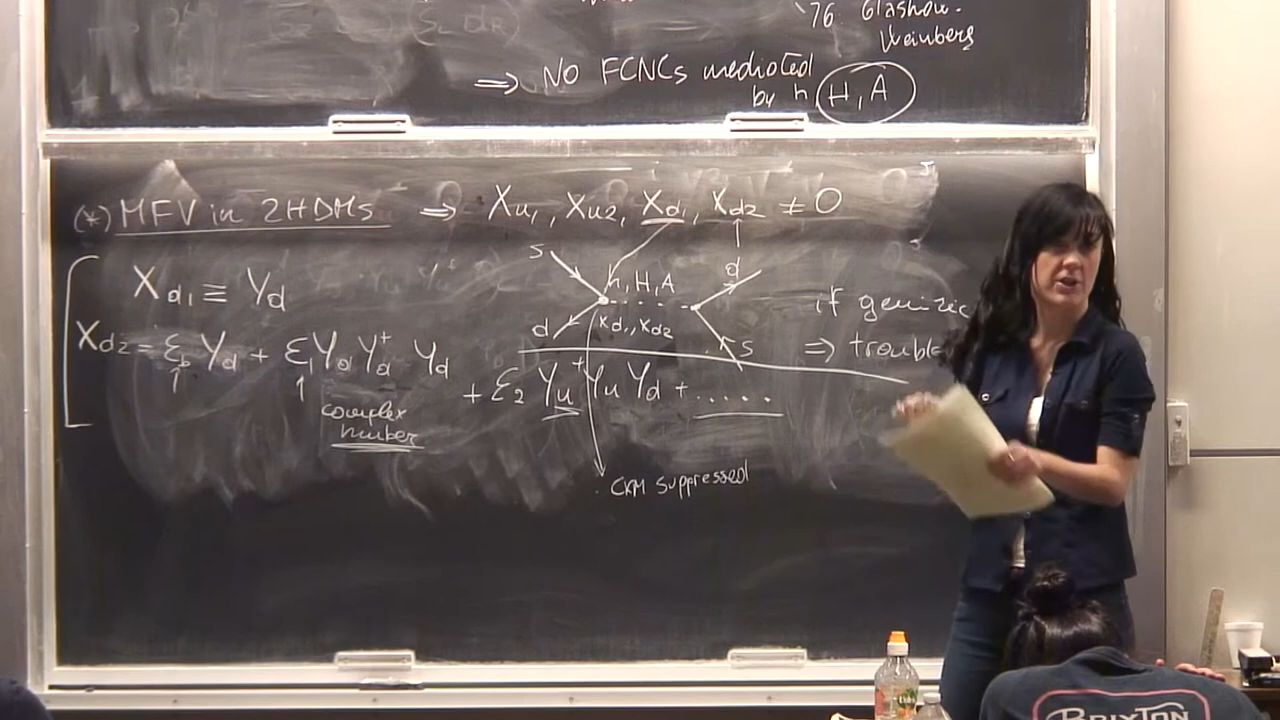 '76 Glashow-
Weinberg
⇒ NO FCNCs mediated
by h (H, A)
(*) MFV in 2HDMs ⇒ Xu1, Xu2, Xd1, Xd2 ≠ 0
s
d
h, H, A
Xd1 ≡ Yd
if generic
d
Xd1, Xd2
s
⇒ trouble
Xd2 = ε0 Yd + ε1 Yd Yd† Yd
+ ε2 Yu† Yu Yd + .....
complex
number
CKM suppressed
BRIXTON